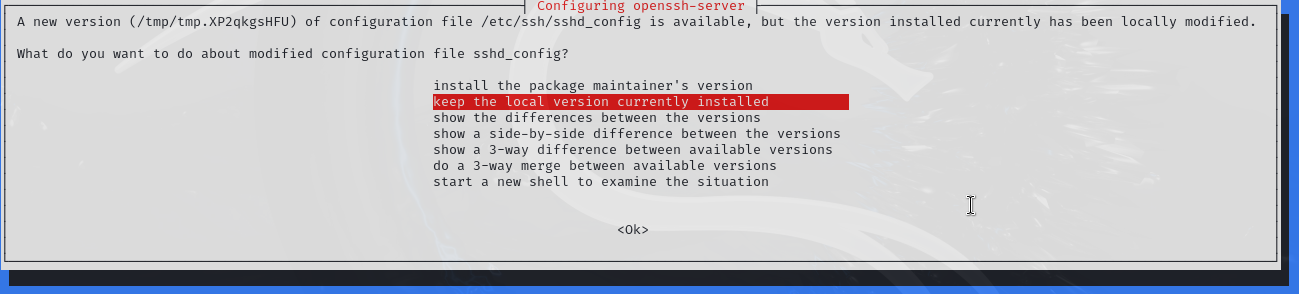 Configuring openssh-server
A new version (/tmp/tmp.XP2qkgsHFU) of configuration file /etc/ssh/sshd_config is available, but the version installed currently has been locally modified.
What do you want to do about modified configuration file sshd_config?
install the package maintainer's version
keep the local version currently installed
show the differences between the versions
show a side-by-side difference between the versions
show a 3-way difference between available versions
do a 3-way merge between available versions
start a new shell to examine the situation
<Ok>